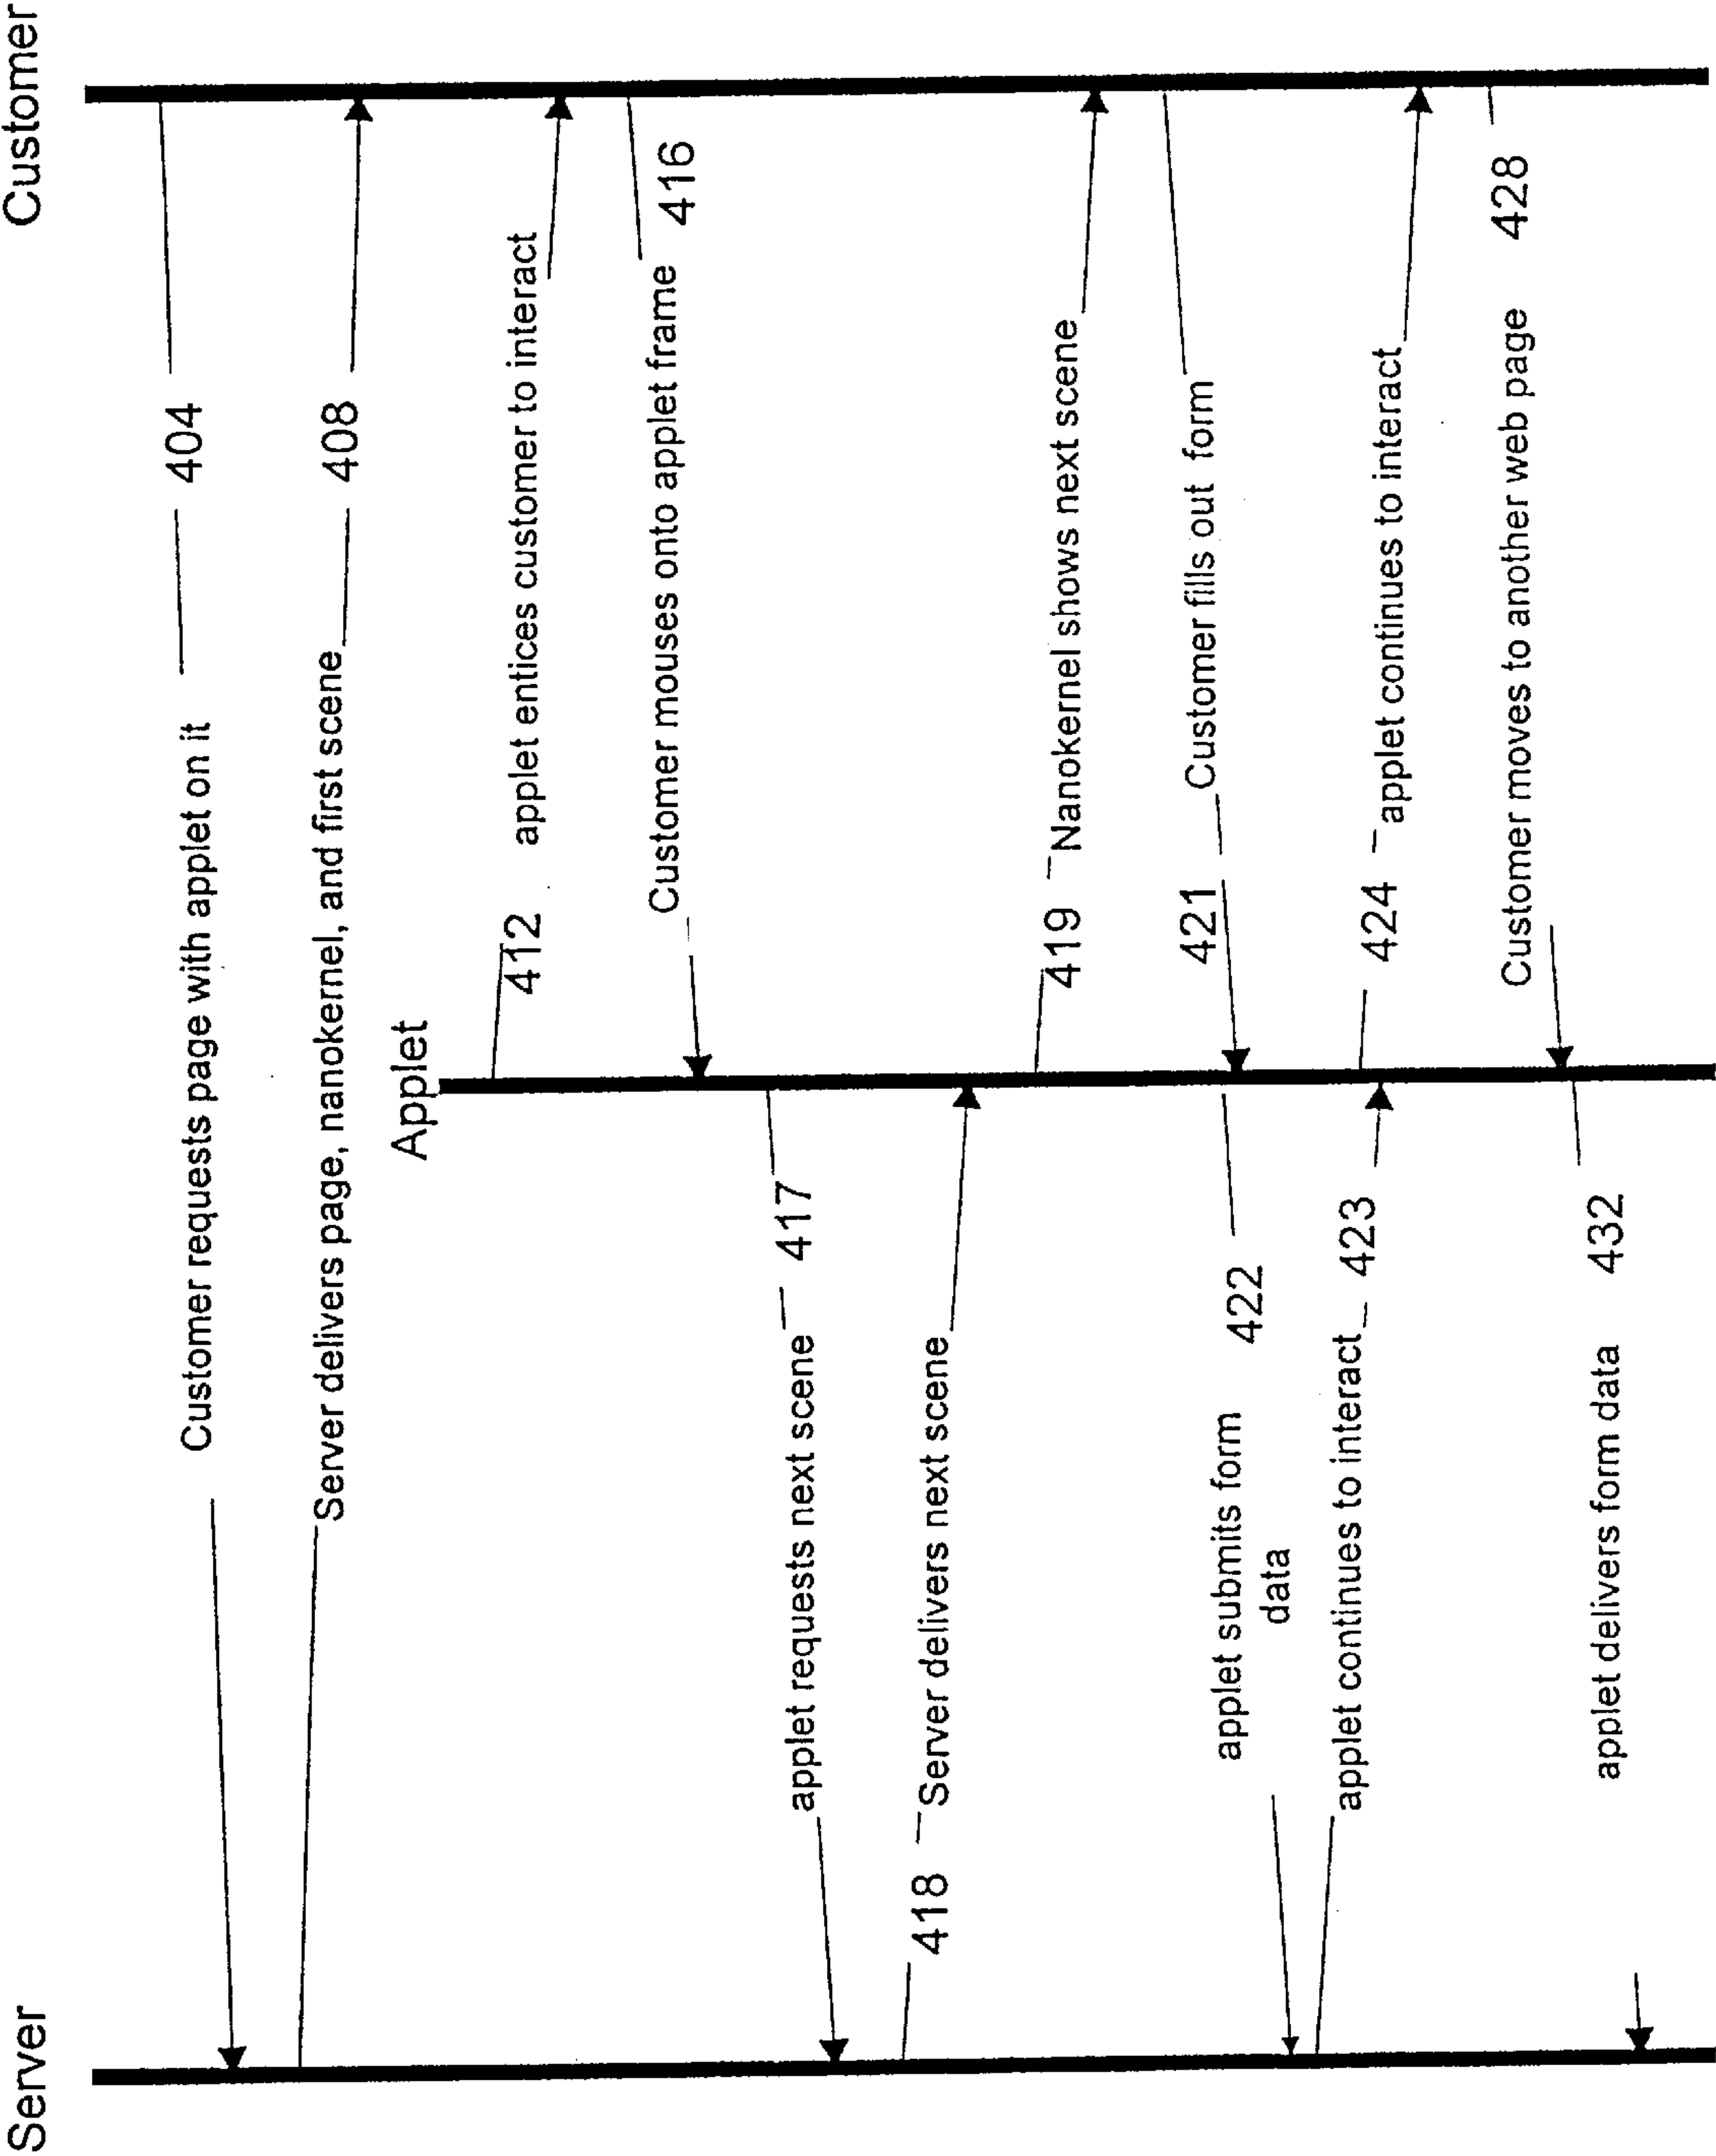 Server
Customer
Customer requests page with applet on it
404
Server delivers page, nanokernel, and first scene
408
Applet
412
applet entices customer to interact
Customer mouses onto applet frame
416
applet requests next scene
417
418
Server delivers next scene
419
Nanokernel shows next scene
421
Customer fills out form
applet submits form
data
422
applet continues to interact
423
424
applet continues to interact
Customer moves to another web page
428
applet delivers form data
432